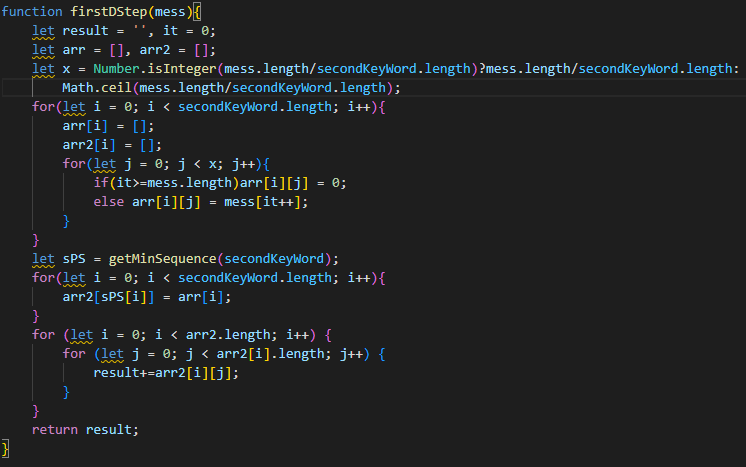 function firstDStep(mess){
    let result = '', it = 0;
    let arr = [], arr2 = [];
    let x = Number.isInteger(mess.length/secondKeyWord.length)?mess.length/secondKeyWord.length:
        Math.ceil(mess.length/secondKeyWord.length);
    for(let i = 0; i < secondKeyWord.length; i++){
        arr[i] = [];
        arr2[i] = [];
        for(let j = 0; j < x; j++){
            if(it>=mess.length)arr[i][j] = 0;
            else arr[i][j] = mess[it++];
        }
    }
    let sPS = getMinSequence(secondKeyWord);
    for(let i = 0; i < secondKeyWord.length; i++){
        arr2[sPS[i]] = arr[i];
    }
    for (let i = 0; i < arr2.length; i++) {
        for (let j = 0; j < arr2[i].length; j++) {
            result+=arr2[i][j];
        }
    }
    return result;
}